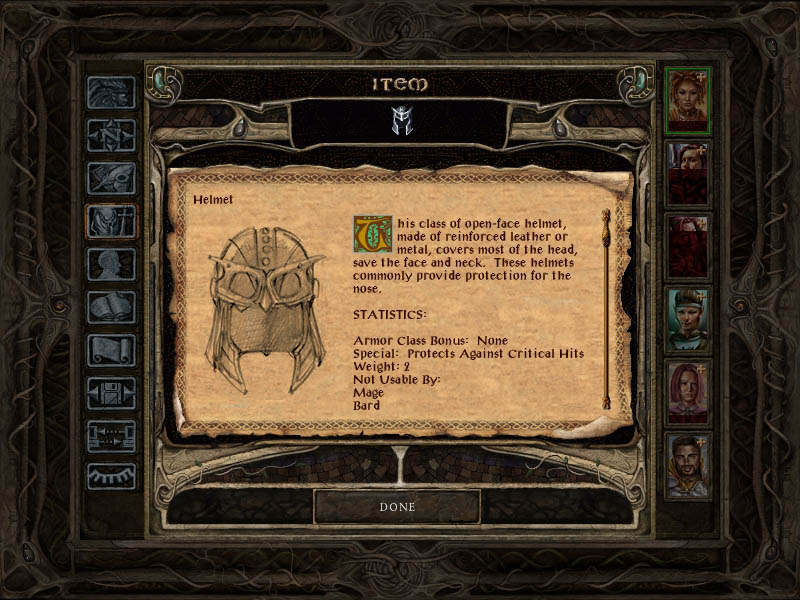 ITEM
Helmet
This class of open-face helmet,
made of reinforced leather or
metal, covers most of the head,
save the face and neck. These helmets
commonly provide protection for the
nose.
STATISTICS:
Armor Class Bonus: None
Special: Protects Against Critical Hits
Weight: 2
Not Usable By:
Mage
Bard
DONE